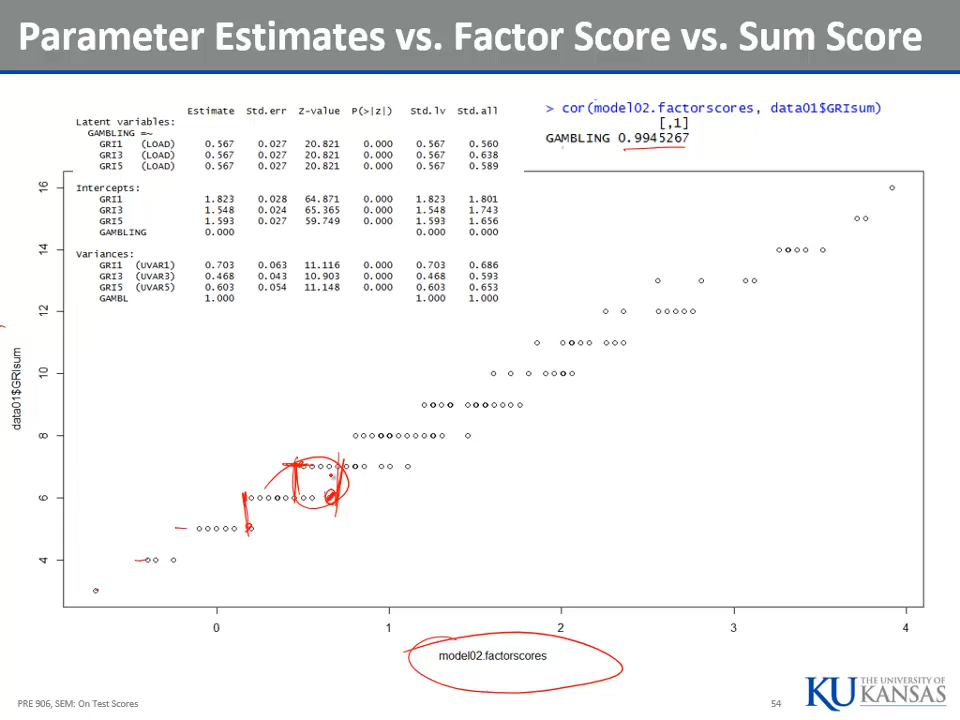 Parameter Estimates vs. Factor Score vs. Sum Score
Estimate Std.err Z-value P(>|z|) Std.lv Std.all
Latent variables:
GAMBLING =~
GRI1 (LOAD) 0.567 0.027 20.821 0.000 0.567 0.560
GRI3 (LOAD) 0.567 0.027 20.821 0.000 0.567 0.638
GRI5 (LOAD) 0.567 0.027 20.821 0.000 0.567 0.589
Intercepts:
GRI1 1.823 0.028 64.871 0.000 1.823 1.801
GRI3 1.548 0.024 65.365 0.000 1.548 1.743
GRI5 1.593 0.027 59.749 0.000 1.593 1.656
GAMBLING 0.000 0.000 0.000
Variances:
GRI1 (UVAR1) 0.703 0.063 11.116 0.000 0.703 0.686
GRI3 (UVAR3) 0.468 0.043 10.903 0.000 0.468 0.593
GRI5 (UVAR5) 0.603 0.054 11.148 0.000 0.603 0.653
GAMBL 1.000 1.000 1.000
> cor(model02.factorscores, data01$GRIsum)
[,1]
GAMBLING 0.9945267
16
14
12
10
8
6
4
data01$GRIsum
0 1 2 3 4
model02.factorscores
PRE 906, SEM: On Test Scores
54
KU THE UNIVERSITY OF
KANSAS